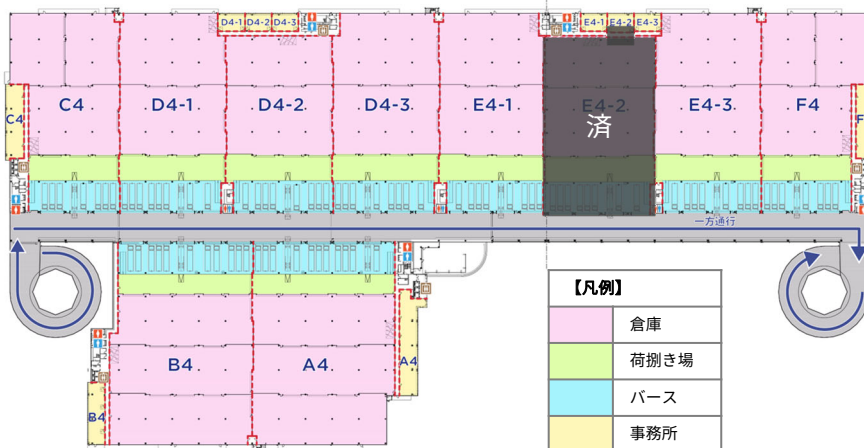 D4-1 D4-2 D4-3
E4-1 E4-2 E4-3
C4
C4
D4-1
D4-2
D4-3
E4-1
E4-2
済
E4-3
F4
F
一方通行
B4
A4
A4
B4
【凡例】
倉庫
荷捌き場
バース
事務所